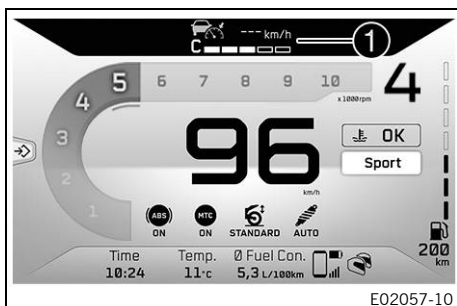 --- km/h
C
1
5 6 7 8 9 10
4
x 1000rpm
4
3
2
1
96
km/h
OK
Sport
(ABS) MTC
ON ON STANDARD AUTO
200
km
Time Temp. Ø Fuel Con.
10:24 11°C 5,3 L/100km
E02057-10